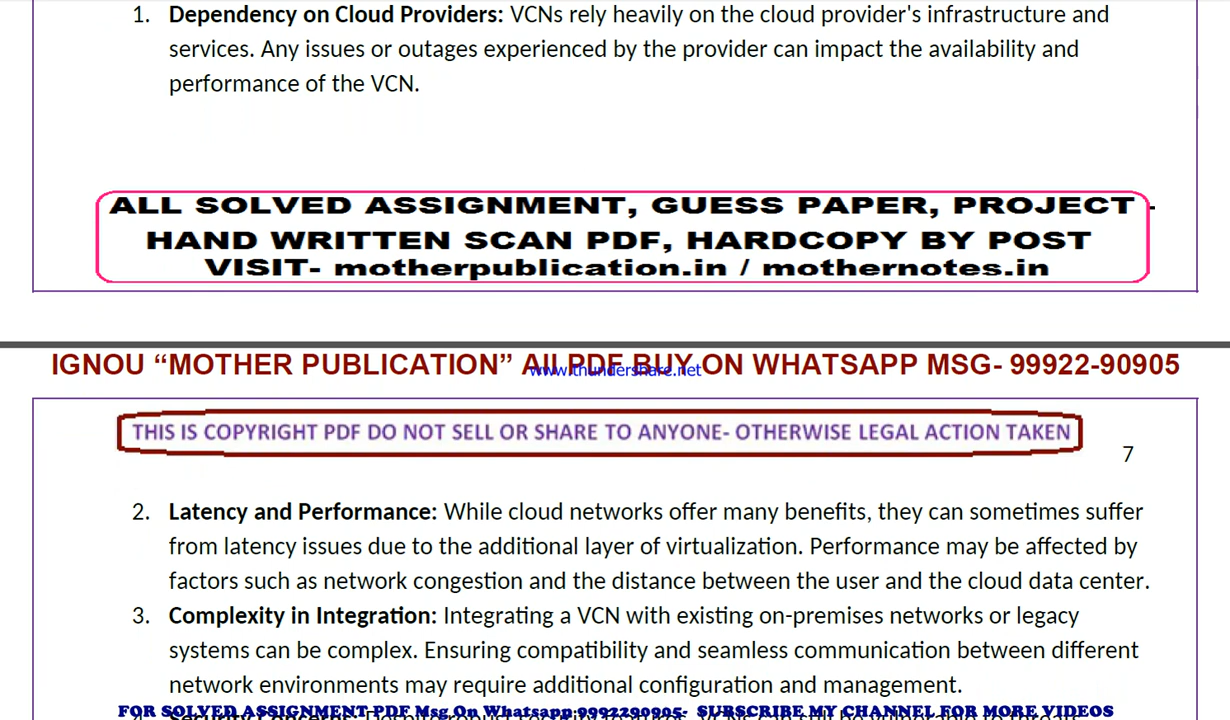 1. Dependency on Cloud Providers: VCNs rely heavily on the cloud provider's infrastructure and
services. Any issues or outages experienced by the provider can impact the availability and
performance of the VCN.
ALL SOLVED ASSIGNMENT, GUESS PAPER, PROJECT -
HAND WRITTEN SCAN PDF, HARDCOPY BY POST
VISIT- motherpublication.in / mothernotes.in
IGNOU “MOTHER PUBLICATION” All PDF BUY ON WHATSAPP MSG- 99922-90905
www.thundershare.net
THIS IS COPYRIGHT PDF DO NOT SELL OR SHARE TO ANYONE- OTHERWISE LEGAL ACTION TAKEN
7
2. Latency and Performance: While cloud networks offer many benefits, they can sometimes suffer
from latency issues due to the additional layer of virtualization. Performance may be affected by
factors such as network congestion and the distance between the user and the cloud data center.
3. Complexity in Integration: Integrating a VCN with existing on-premises networks or legacy
systems can be complex. Ensuring compatibility and seamless communication between different
network environments may require additional configuration and management.
FOR SOLVED ASSIGNMENT PDF Msg On Whatsapp 9992290905- SUBSCRIBE MY CHANNEL FOR MORE VIDEOS